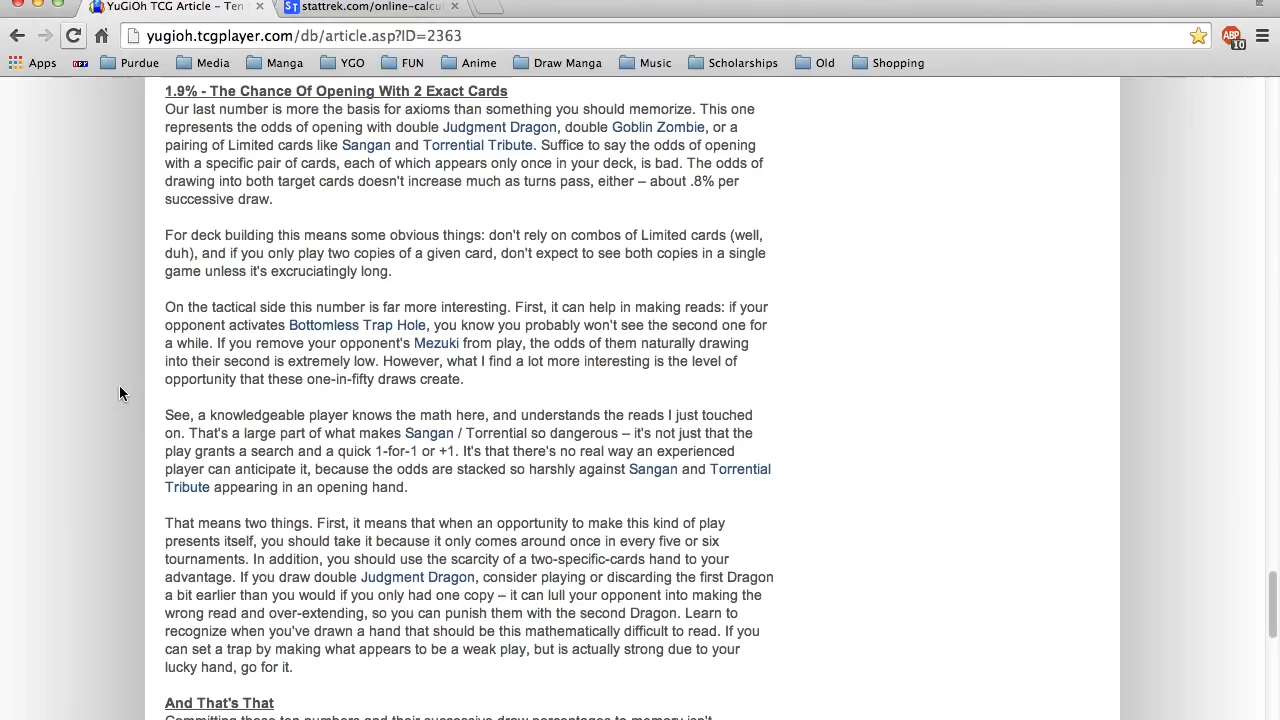 YuGiOh TCG Article – Ten
stattrek.com/online-calcu
yugioh.tcgplayer.com/db/article.asp?ID=2363
ABP
10
Apps
Purdue
Media
Manga
YGO
FUN
Anime
Draw Manga
Music
Scholarships
Old
Shopping
1.9% - The Chance Of Opening With 2 Exact Cards
Our last number is more the basis for axioms than something you should memorize. This one
represents the odds of opening with double Judgment Dragon, double Goblin Zombie, or a
pairing of Limited cards like Sangan and Torrential Tribute. Suffice to say the odds of opening
with a specific pair of cards, each of which appears only once in your deck, is bad. The odds of
drawing into both target cards doesn't increase much as turns pass, either – about .8% per
successive draw.
For deck building this means some obvious things: don't rely on combos of Limited cards (well,
duh), and if you only play two copies of a given card, don't expect to see both copies in a single
game unless it's excruciatingly long.
On the tactical side this number is far more interesting. First, it can help in making reads: if your
opponent activates Bottomless Trap Hole, you know you probably won't see the second one for
a while. If you remove your opponent's Mezuki from play, the odds of them naturally drawing
into their second is extremely low. However, what I find a lot more interesting is the level of
opportunity that these one-in-fifty draws create.
See, a knowledgeable player knows the math here, and understands the reads I just touched
on. That's a large part of what makes Sangan / Torrential so dangerous – it's not just that the
play grants a search and a quick 1-for-1 or +1. It's that there's no real way an experienced
player can anticipate it, because the odds are stacked so harshly against Sangan and Torrential
Tribute appearing in an opening hand.
That means two things. First, it means that when an opportunity to make this kind of play
presents itself, you should take it because it only comes around once in every five or six
tournaments. In addition, you should use the scarcity of a two-specific-cards hand to your
advantage. If you draw double Judgment Dragon, consider playing or discarding the first Dragon
a bit earlier than you would if you only had one copy – it can lull your opponent into making the
wrong read and over-extending, so you can punish them with the second Dragon. Learn to
recognize when you've drawn a hand that should be this mathematically difficult to read. If you
can set a trap by making what appears to be a weak play, but is actually strong due to your
lucky hand, go for it.
And That's That
Committing these ten numbers and their successive draw percentages to memory isn't